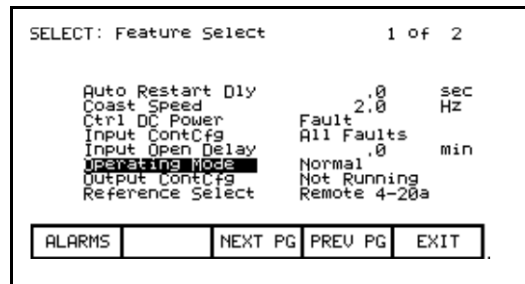 SELECT: Feature Select 1 of 2
Auto Restart Dly .0 sec
Coast Speed 2.0 Hz
Ctrl DC Power Fault
Input ContCfg All Faults
Input Open Delay .0 min
Operating Mode Normal
Output ContCfg Not Running
Reference Select Remote 4-20a
ALARMS NEXT PG PREV PG EXIT .